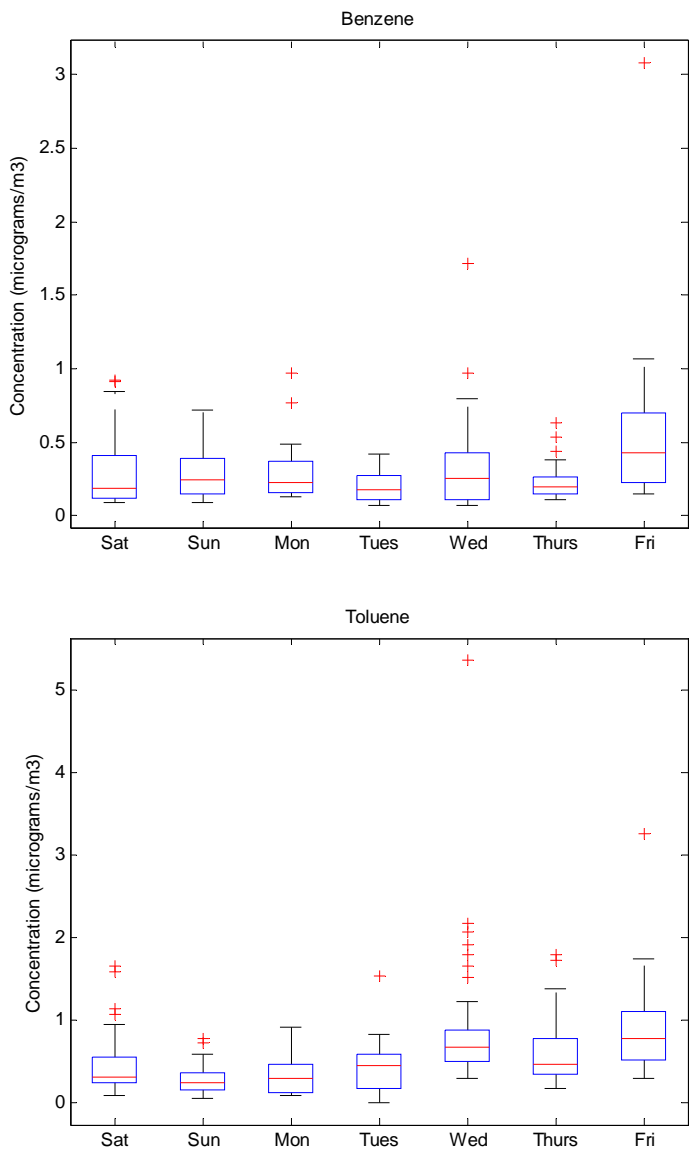 Benzene
Concentration (micrograms/m3)
3
2.5
2
1.5
1
0.5
0
Sat Sun Mon Tues Wed Thurs Fri
Toluene
Concentration (micrograms/m3)
5
4
3
2
1
0
Sat Sun Mon Tues Wed Thurs Fri